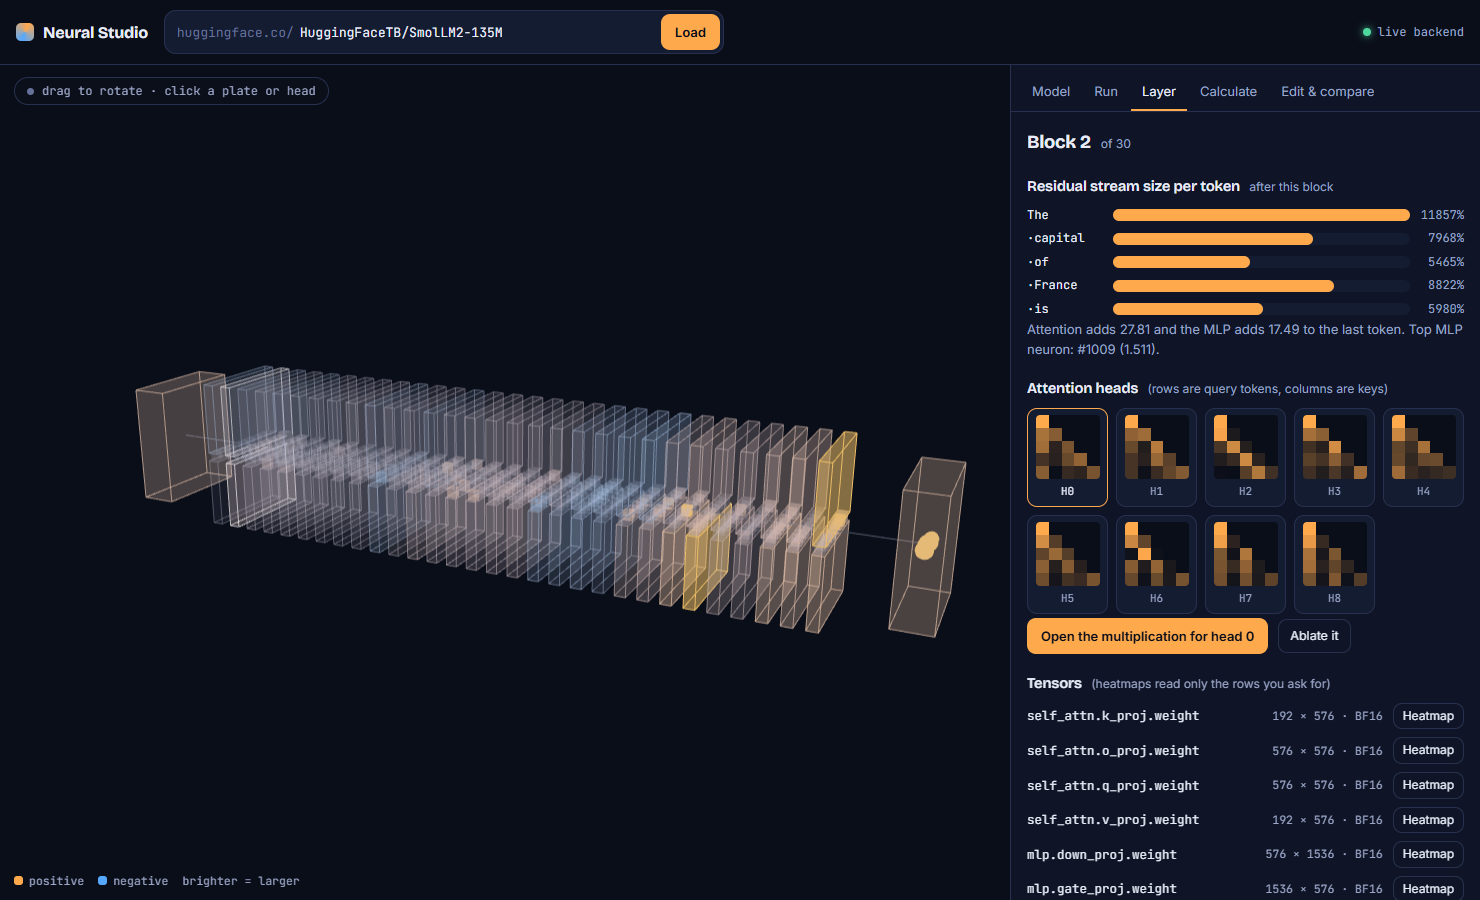 Neural Studio
huggingface.co/ HuggingFaceTB/SmolLM2-135M
Load
live backend
drag to rotate · click a plate or head
Model Run Layer Calculate Edit & compare
Block 2 of 30
Residual stream size per token after this block
The 11857%
·capital 7968%
·of 5465%
·France 8822%
·is 5980%
Attention adds 27.81 and the MLP adds 17.49 to the last token. Top MLP
neuron: #1009 (1.511).
Attention heads (rows are query tokens, columns are keys)
H0 H1 H2 H3 H4
H5 H6 H7 H8
Open the multiplication for head 0 Ablate it
Tensors (heatmaps read only the rows you ask for)
self_attn.k_proj.weight 192 × 576 · BF16 Heatmap
self_attn.o_proj.weight 576 × 576 · BF16 Heatmap
self_attn.q_proj.weight 576 × 576 · BF16 Heatmap
self_attn.v_proj.weight 192 × 576 · BF16 Heatmap
mlp.down_proj.weight 576 × 1536 · BF16 Heatmap
mlp.gate_proj.weight 1536 × 576 · BF16 Heatmap
positive negative brighter = larger